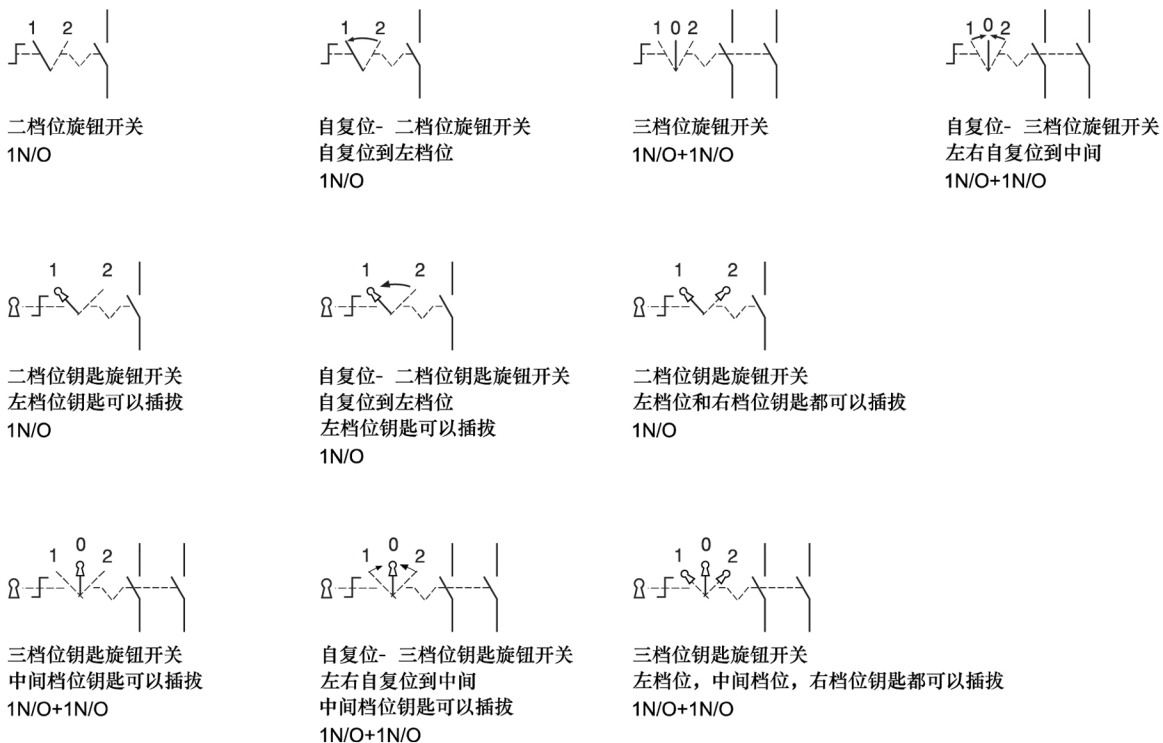 1 2
二档位旋钮开关
1N/O
1 2
自复位- 二档位旋钮开关
自复位到左档位
1N/O
1 0 2
三档位旋钮开关
1N/O+1N/O
1 0 2
自复位- 三档位旋钮开关
左右自复位到中间
1N/O+1N/O
1 2
二档位钥匙旋钮开关
左档位钥匙可以插拔
1N/O
1 2
自复位- 二档位钥匙旋钮开关
自复位到左档位
左档位钥匙可以插拔
1N/O
1 2
二档位钥匙旋钮开关
左档位和右档位钥匙都可以插拔
1N/O
1 0 2
三档位钥匙旋钮开关
中间档位钥匙可以插拔
1N/O+1N/O
1 0 2
自复位- 三档位钥匙旋钮开关
左右自复位到中间
中间档位钥匙可以插拔
1N/O+1N/O
1 0 2
三档位钥匙旋钮开关
左档位，中间档位，右档位钥匙都可以插拔
1N/O+1N/O